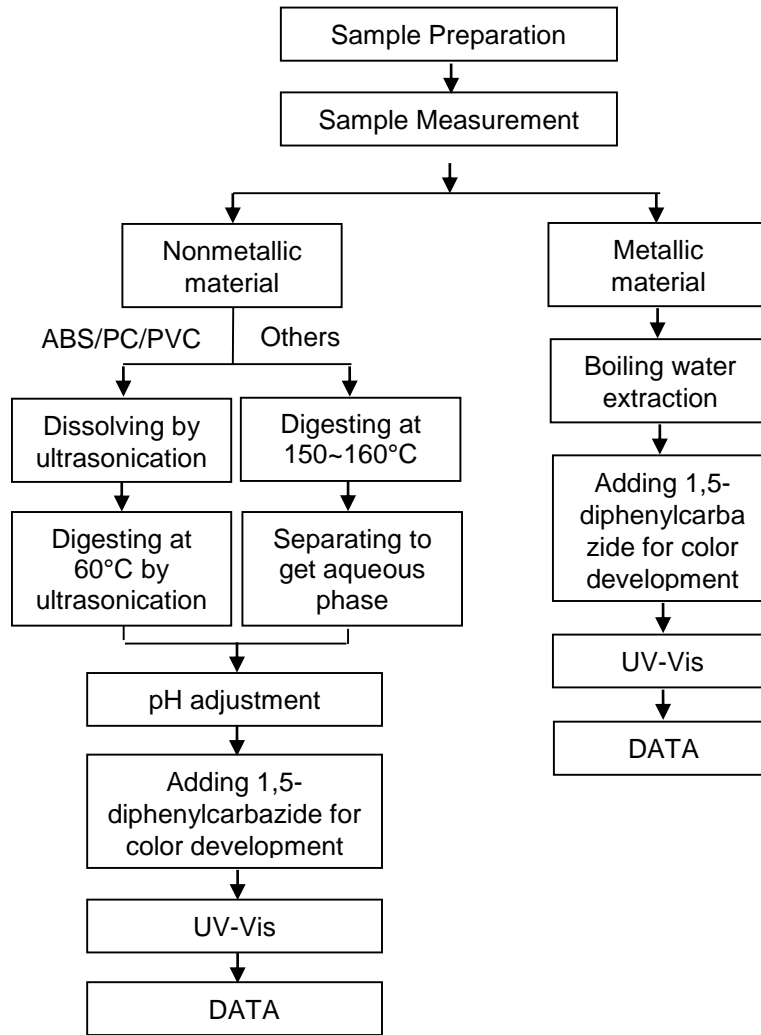 Sample Preparation
Sample Measurement
Nonmetallic
material
ABS/PC/PVC
Others
Dissolving by
ultrasonication
Digesting at
150~160°C
Digesting at
60°C by
ultrasonication
Separating to
get aqueous
phase
pH adjustment
Adding 1,5-
diphenylcarbazide for
color development
UV-Vis
DATA
Metallic
material
Boiling water
extraction
Adding 1,5-
diphenylcarba
zide for color
development
UV-Vis
DATA